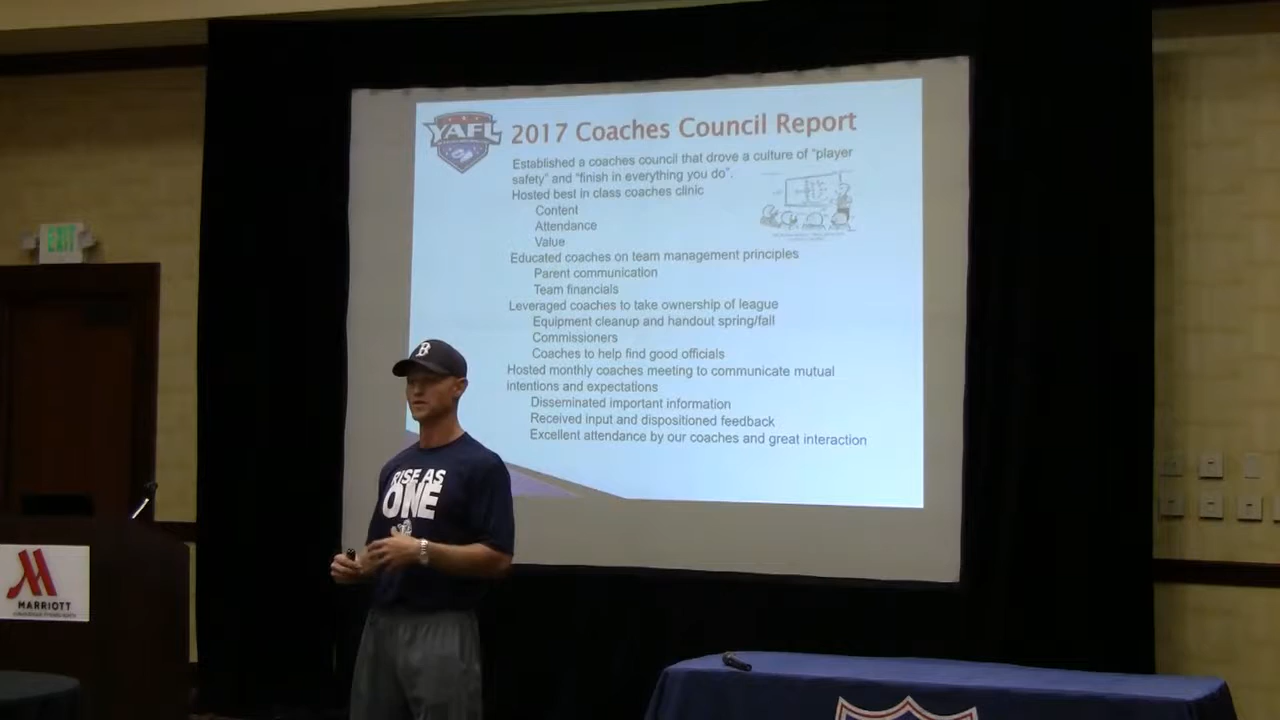 YAFL
2017 Coaches Council Report
Established a coaches council that drove a culture of "player
safety" and "finish in everything you do".
Hosted best in class coaches clinic
Content
Attendance
Value
Educated coaches on team management principles
Parent communication
Team financials
Leveraged coaches to take ownership of league
Equipment cleanup and handout spring/fall
Commissioners
Coaches to help find good officials
Hosted monthly coaches meeting to communicate mutual
intentions and expectations
Disseminated important information
Received input and dispositioned feedback
Excellent attendance by our coaches and great interaction
EXIT
B
RISE AS
ONE
MARRIOTT